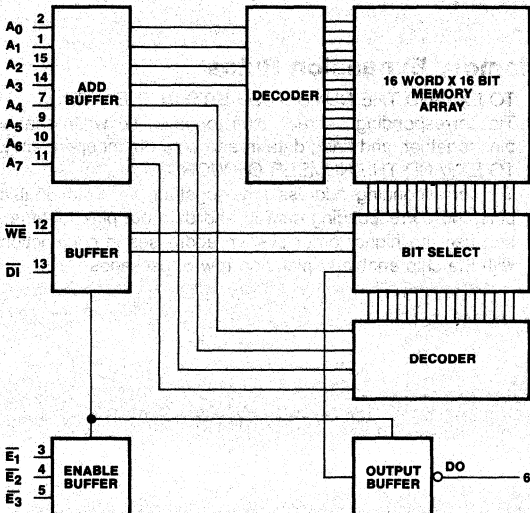 A0 2
A1 1
A2 15
A3 14
A4 7
A5 9
A6 10
A7 11
ADD
BUFFER
DECODER
16 WORD X 16 BIT
MEMORY
ARRAY
WE 12
DI 13
BUFFER
BIT SELECT
DECODER
E1 3
E2 4
E3 5
ENABLE
BUFFER
OUTPUT
BUFFER
DO
6